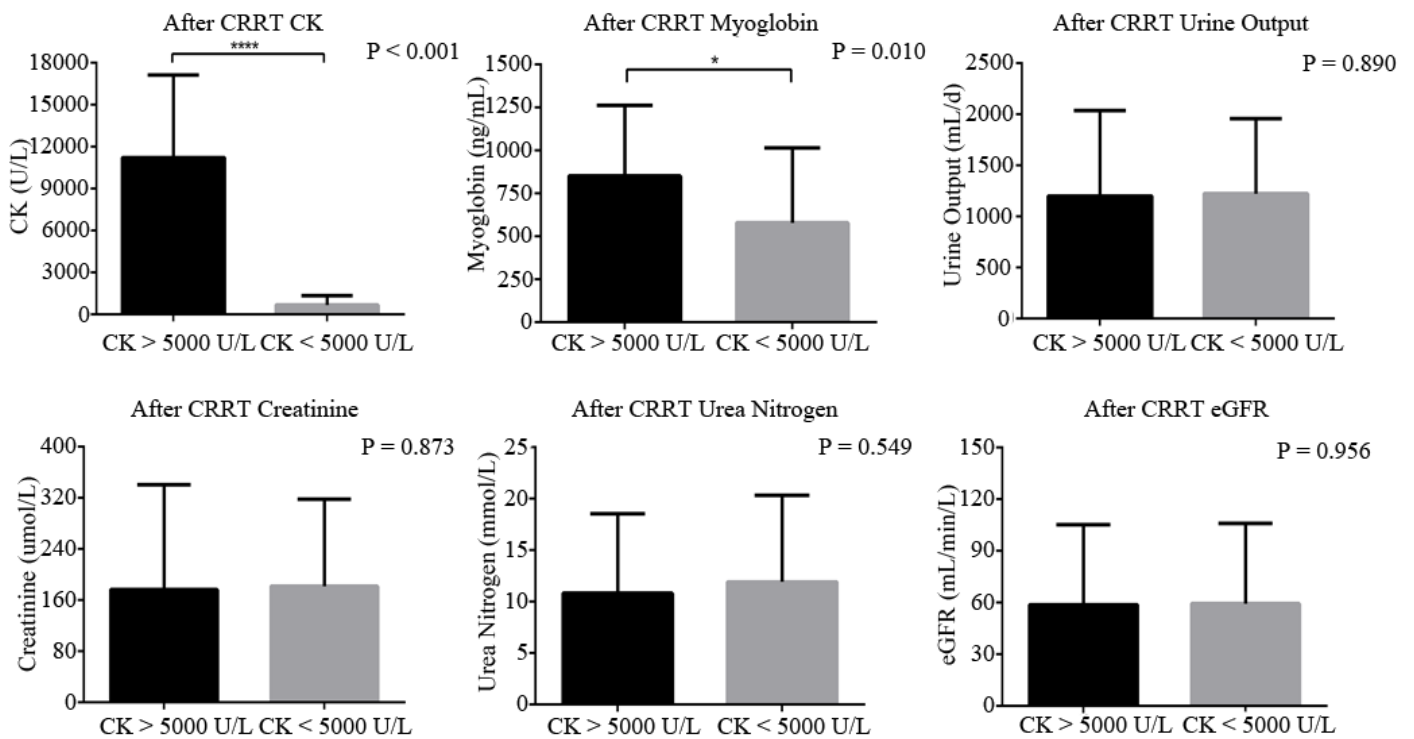 After CRRT CK
P < 0.001
****
CK (U/L)
18000
15000
12000
9000
6000
3000
0
CK > 5000 U/L CK < 5000 U/L
After CRRT Myoglobin
P = 0.010
*
Myoglobin (ng/mL)
1500
1250
1000
750
500
250
0
CK > 5000 U/L CK < 5000 U/L
After CRRT Urine Output
P = 0.890
Urine Output (mL/d)
2500
2000
1500
1000
500
0
CK > 5000 U/L CK < 5000 U/L
After CRRT Creatinine
P = 0.873
Creatinine (umol/L)
400
320
240
160
80
0
CK > 5000 U/L CK < 5000 U/L
After CRRT Urea Nitrogen
P = 0.549
Urea Nitrogen (mmol/L)
25
20
15
10
5
0
CK > 5000 U/L CK < 5000 U/L
After CRRT eGFR
P = 0.956
eGFR (mL/min/L)
150
120
90
60
30
0
CK > 5000 U/L CK < 5000 U/L